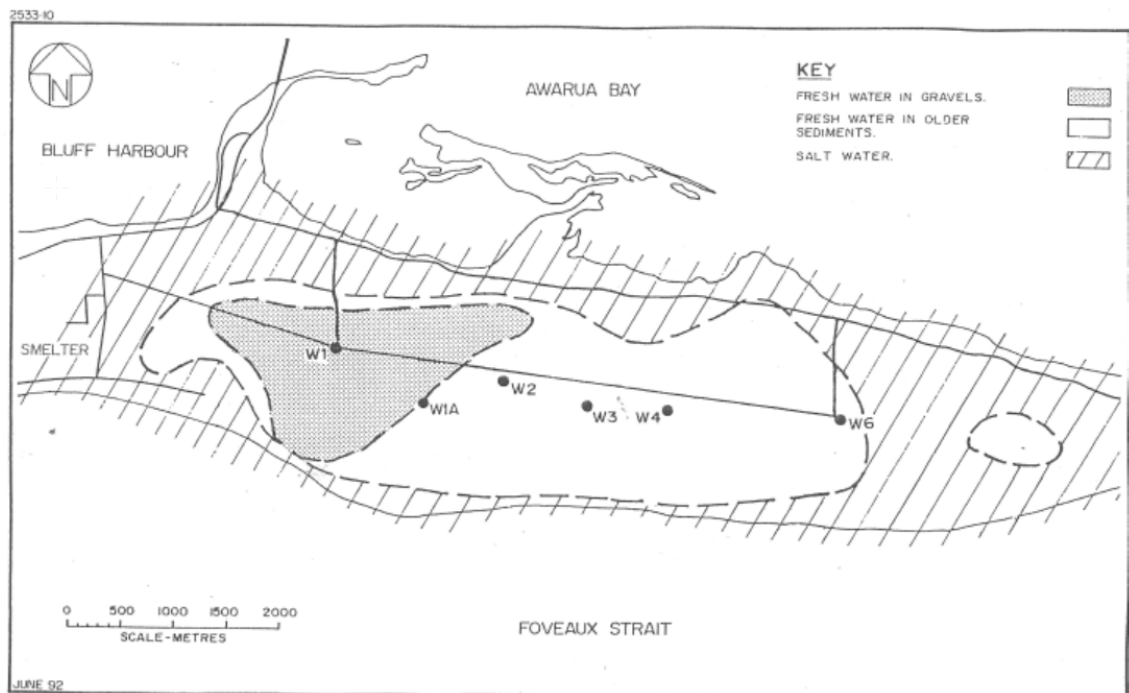 2533-10
N
AWARUA BAY
BLUFF HARBOUR
KEY
FRESH WATER IN GRAVELS.
FRESH WATER IN OLDER
SEDIMENTS.
SALT WATER.
SMELTER
W1
W1A
W2
W3
W4
W6
0 500 1000 1500 2000
SCALE-METRES
FOVEAUX STRAIT
JUNE 92